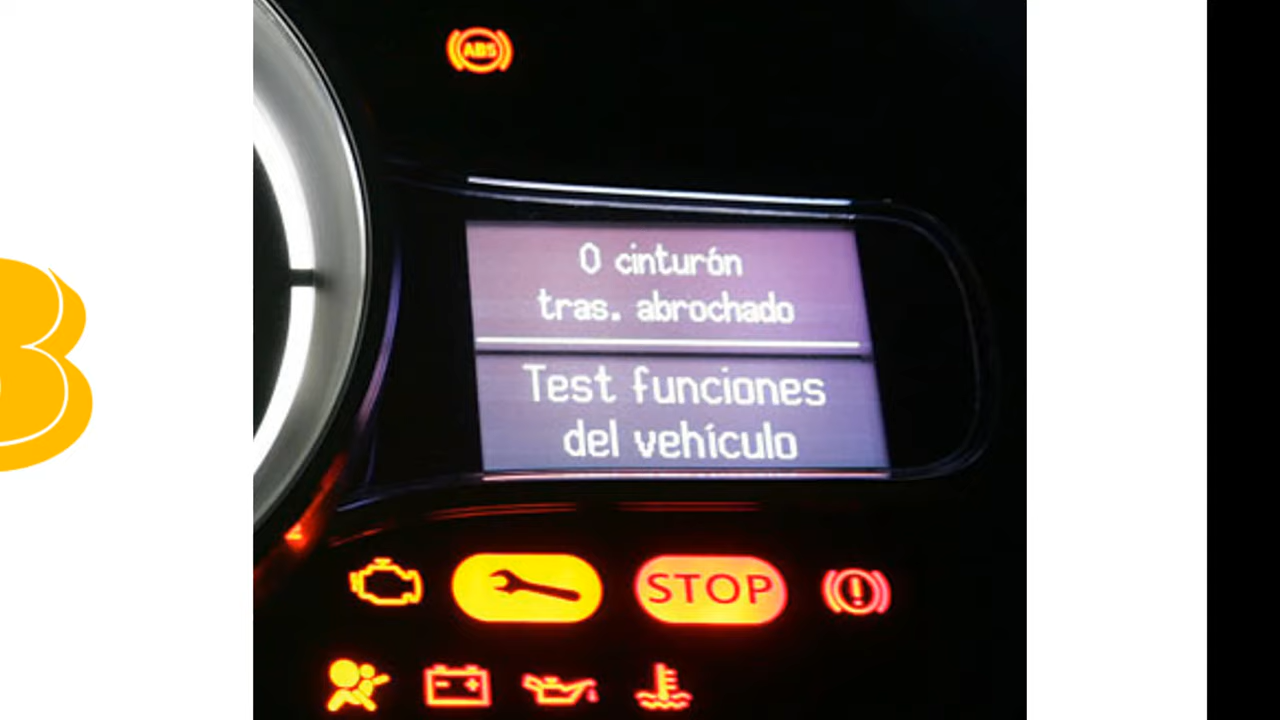 ABS
0 cinturón
tras. abrochado
Test funciones
del vehículo
STOP